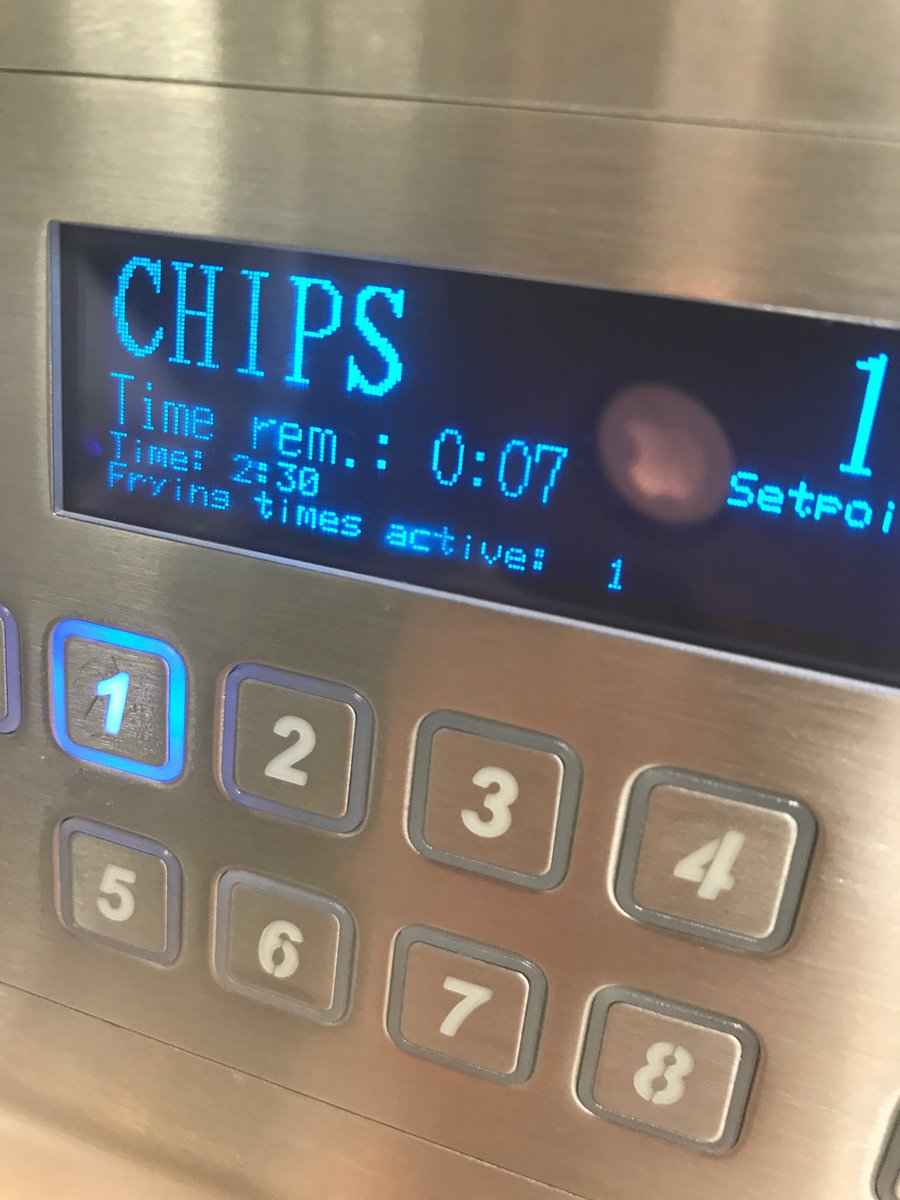 CHIPS
1
Time rem.: 0:07
Time: 2:30
Setpoi
Frying times active: 1
1 2 3 4
5 6 7 8